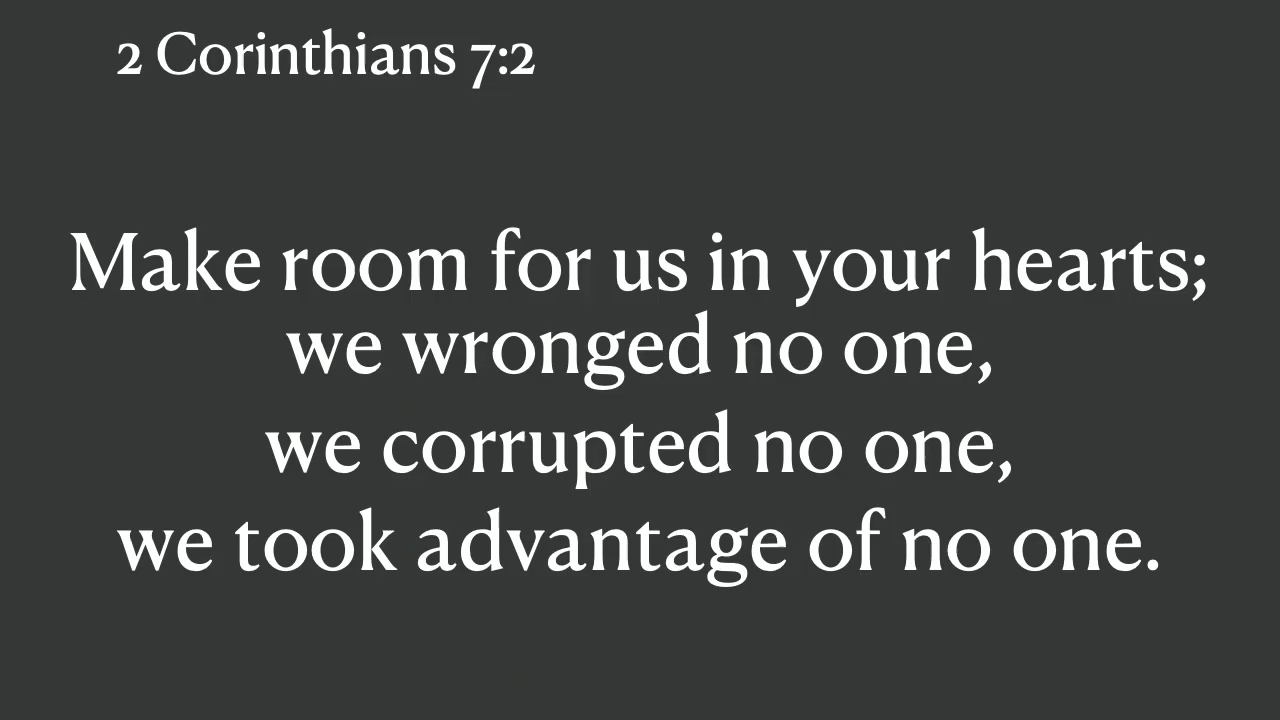 2 Corinthians 7:2
Make room for us in your hearts;
we wronged no one,
we corrupted no one,
we took advantage of no one.